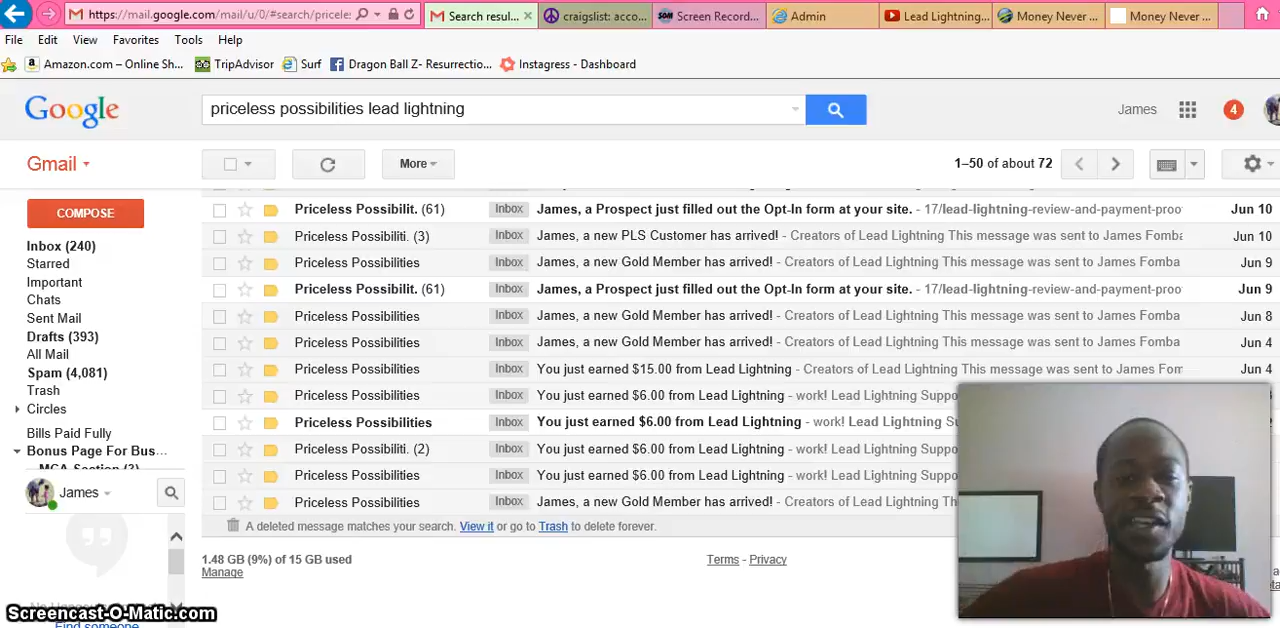 https://mail.google.com/mail/u/0/#search/priceles
Search resul...
craigslist: acco...
Screen Record...
Admin
Lead Lightning...
Money Never ...
Money Never ...
File Edit View Favorites Tools Help
Amazon.com – Online Sh... TripAdvisor Surf Dragon Ball Z- Resurrectio... Instagress - Dashboard
Google
priceless possibilities lead lightning
James
4
Gmail
More
1–50 of about 72
COMPOSE
Inbox (240)
Starred
Important
Chats
Sent Mail
Drafts (393)
All Mail
Spam (4,081)
Trash
Circles
Bills Paid Fully
Bonus Page For Bus...
MCA Section (3)
James
Priceless Possibilit. (61) Inbox James, a Prospect just filled out the Opt-In form at your site. - 17/lead-lightning-review-and-payment-proo Jun 10
Priceless Possibiliti. (3) Inbox James, a new PLS Customer has arrived! - Creators of Lead Lightning This message was sent to James Fomba Jun 10
Priceless Possibilities Inbox James, a new Gold Member has arrived! - Creators of Lead Lightning This message was sent to James Fomba Jun 9
Priceless Possibilit. (61) Inbox James, a Prospect just filled out the Opt-In form at your site. - 17/lead-lightning-review-and-payment-proo Jun 9
Priceless Possibilities Inbox James, a new Gold Member has arrived! - Creators of Lead Lightning This message was sent to James Fomba Jun 8
Priceless Possibilities Inbox James, a new Gold Member has arrived! - Creators of Lead Lightning This message was sent to James Fomba Jun 4
Priceless Possibilities Inbox You just earned $15.00 from Lead Lightning - Creators of Lead Lightning This message was sent to James Fom Jun 4
Priceless Possibilities Inbox You just earned $6.00 from Lead Lightning - work! Lead Lightning Suppo
Priceless Possibilities Inbox You just earned $6.00 from Lead Lightning - work! Lead Lightning Su
Priceless Possibiliti. (2) Inbox You just earned $6.00 from Lead Lightning - work! Lead Lightning Suppo
Priceless Possibilities Inbox You just earned $6.00 from Lead Lightning - work! Lead Lightning Suppo
Priceless Possibilities Inbox James, a new Gold Member has arrived! - Creators of Lead Lightning Th
A deleted message matches your search. View it or go to Trash to delete forever.
1.48 GB (9%) of 15 GB used
Manage
Terms - Privacy
Screencast-O-Matic.com
Find someone